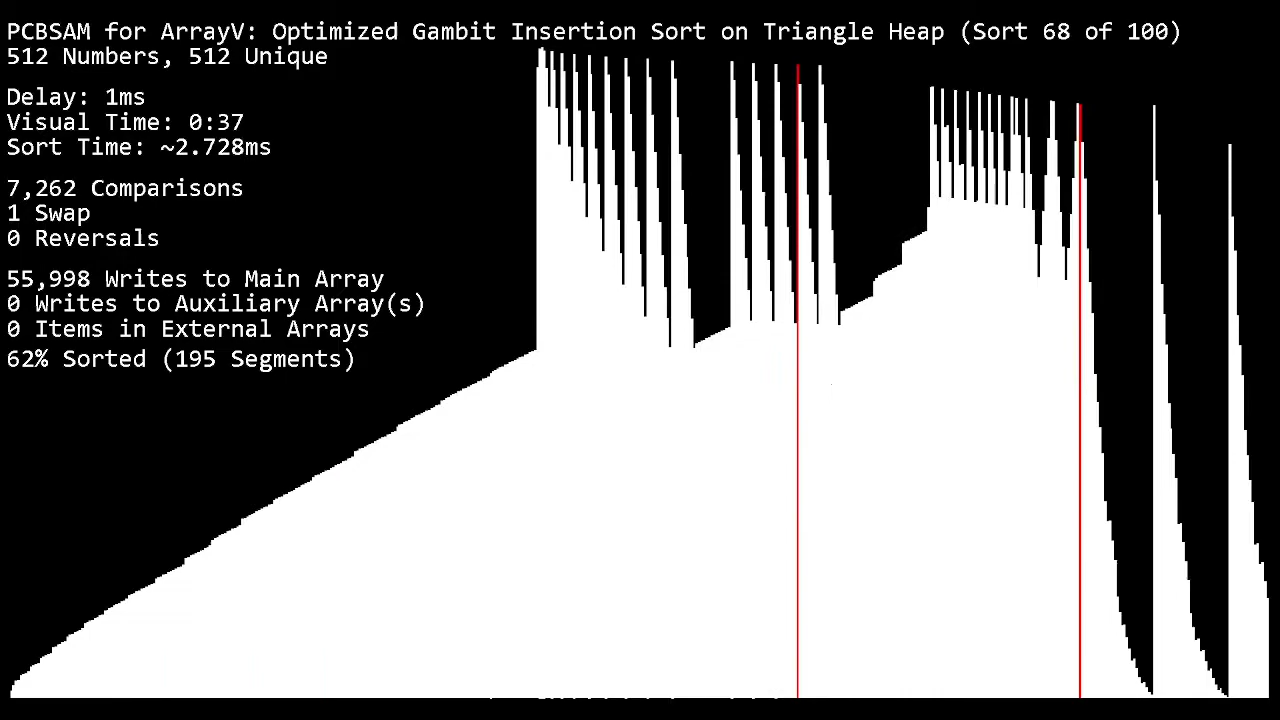 PCBSAM for ArrayV: Optimized Gambit Insertion Sort on Triangle Heap (Sort 68 of 100)
512 Numbers, 512 Unique
Delay: 1ms
Visual Time: 0:37
Sort Time: ~2.728ms
7,262 Comparisons
1 Swap
0 Reversals
55,998 Writes to Main Array
0 Writes to Auxiliary Array(s)
0 Items in External Arrays
62% Sorted (195 Segments)